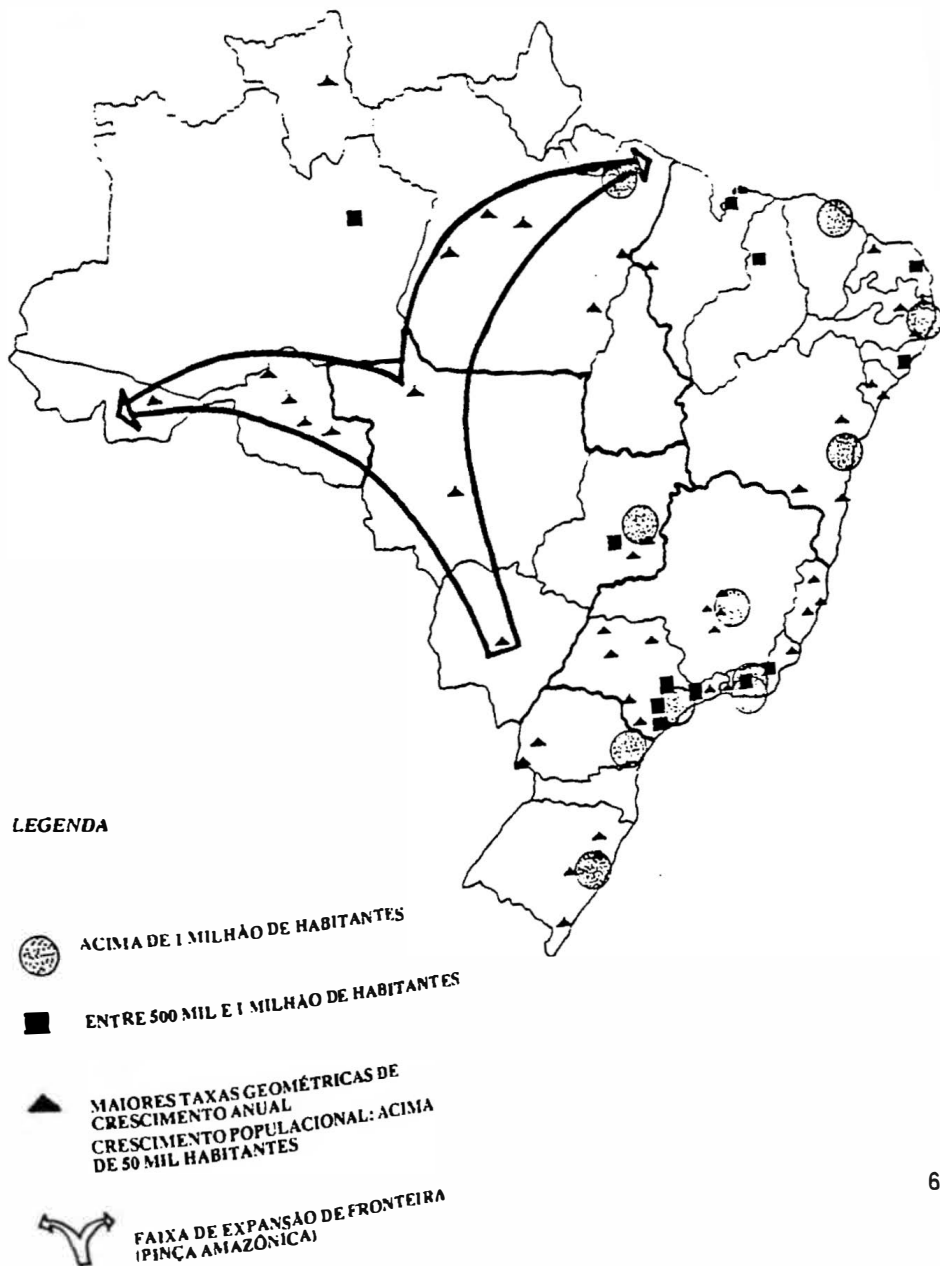 LEGENDA
ACIMA DE 1 MILHÃO DE HABITANTES
ENTRE 500 MIL E 1 MILHÃO DE HABITANTES
MAIORES TAXAS GEOMÉTRICAS DE
CRESCIMENTO ANUAL
CRESCIMENTO POPULACIONAL: ACIMA
DE 50 MIL HABITANTES
FAIXA DE EXPANSÃO DE FRONTEIRA
(PINÇA AMAZÔNICA)
6